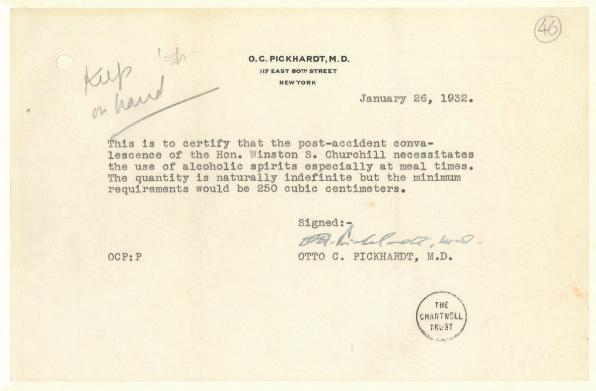 46
Keep
on hand
O. C. PICKHARDT, M. D.
117 EAST 80TH STREET
NEW YORK
January 26, 1932.
This is to certify that the post-accident conva-
lescence of the Hon. Winston S. Churchill necessitates
the use of alcoholic spirits especially at meal times.
The quantity is naturally indefinite but the minimum
requirements would be 250 cubic centimeters.
Signed:-
OCP:P
OTTO C. PICKHARDT, M.D.
THE
CHARTWELL
TRUST